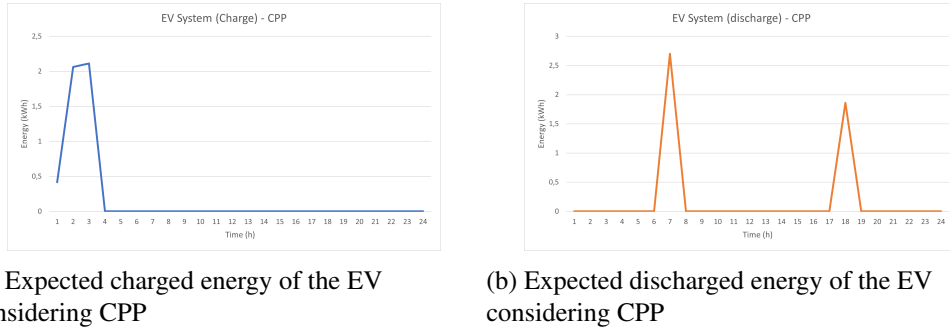 EV System (Charge) - CPP
2,5
2
1,5
1
0,5
0
Energy (kWh)
1 2 3 4 5 6 7 8 9 10 11 12 13 14 15 16 17 18 19 20 21 22 23 24
Time (h)
Expected charged energy of the EV
nsidering CPP
EV System (discharge) - CPP
3
2,5
2
1,5
1
0,5
0
Energy (kWh)
1 2 3 4 5 6 7 8 9 10 11 12 13 14 15 16 17 18 19 20 21 22 23 24
Time (h)
(b) Expected discharged energy of the EV
considering CPP